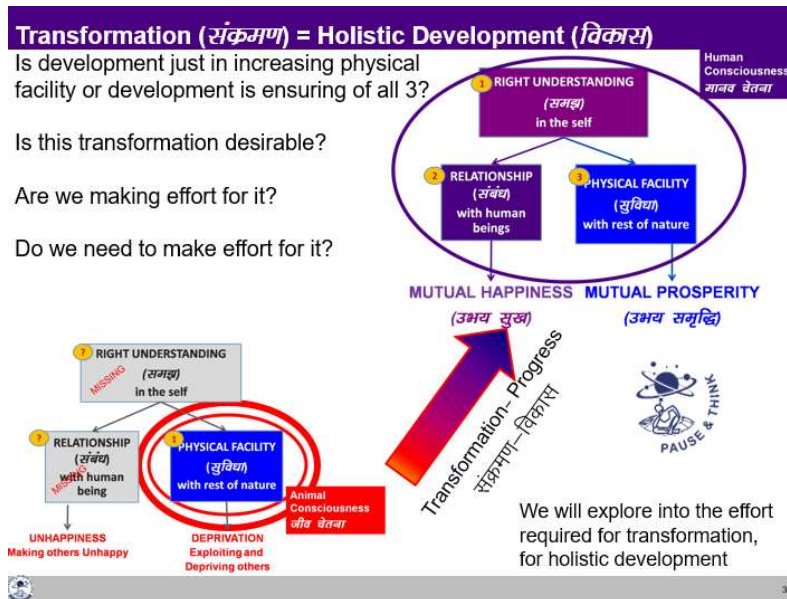 Transformation (संक्रमण) = Holistic Development (विकास)
Is development just in increasing physical
facility or development is ensuring of all 3?
Is this transformation desirable?
Are we making effort for it?
Do we need to make effort for it?
Human
Consciousness
मानव चेतना
1
RIGHT UNDERSTANDING
(समझ)
in the self
2
RELATIONSHIP
(संबंध)
with human
beings
3
PHYSICAL FACILITY
(सुविधा)
with rest of nature
MUTUAL HAPPINESS
(उभय सुख)
MUTUAL PROSPERITY
(उभय समृद्धि)
?
RIGHT UNDERSTANDING
(समझ)
in the self
MISSING
?
RELATIONSHIP
(संबंध)
with human
being
MISSING
1
PHYSICAL FACILITY
(सुविधा)
with rest of nature
Animal
Consciousness
जीव चेतना
UNHAPPINESS
Making others Unhappy
DEPRIVATION
Exploiting and
Depriving others
Transformation– Progress
संक्रमण–विकास
PAUSE & THINK
We will explore into the effort
required for transformation,
for holistic development
3